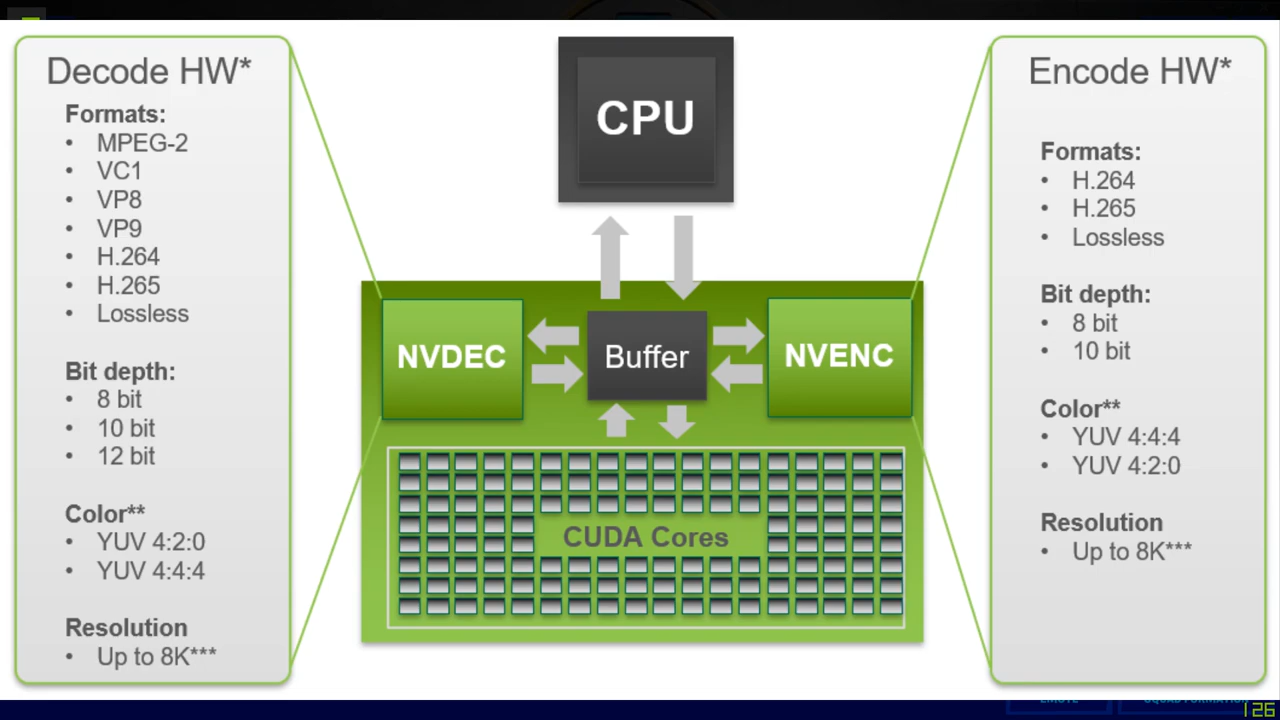 Decode HW*
Formats:
• MPEG-2
• VC1
• VP8
• VP9
• H.264
• H.265
• Lossless
Bit depth:
• 8 bit
• 10 bit
• 12 bit
Color**
• YUV 4:2:0
• YUV 4:4:4
Resolution
• Up to 8K***
CPU
NVDEC
Buffer
NVENC
CUDA Cores
Encode HW*
Formats:
• H.264
• H.265
• Lossless
Bit depth:
• 8 bit
• 10 bit
Color**
• YUV 4:4:4
• YUV 4:2:0
Resolution
• Up to 8K***
EMOTE
SQUAD FORMATION
126